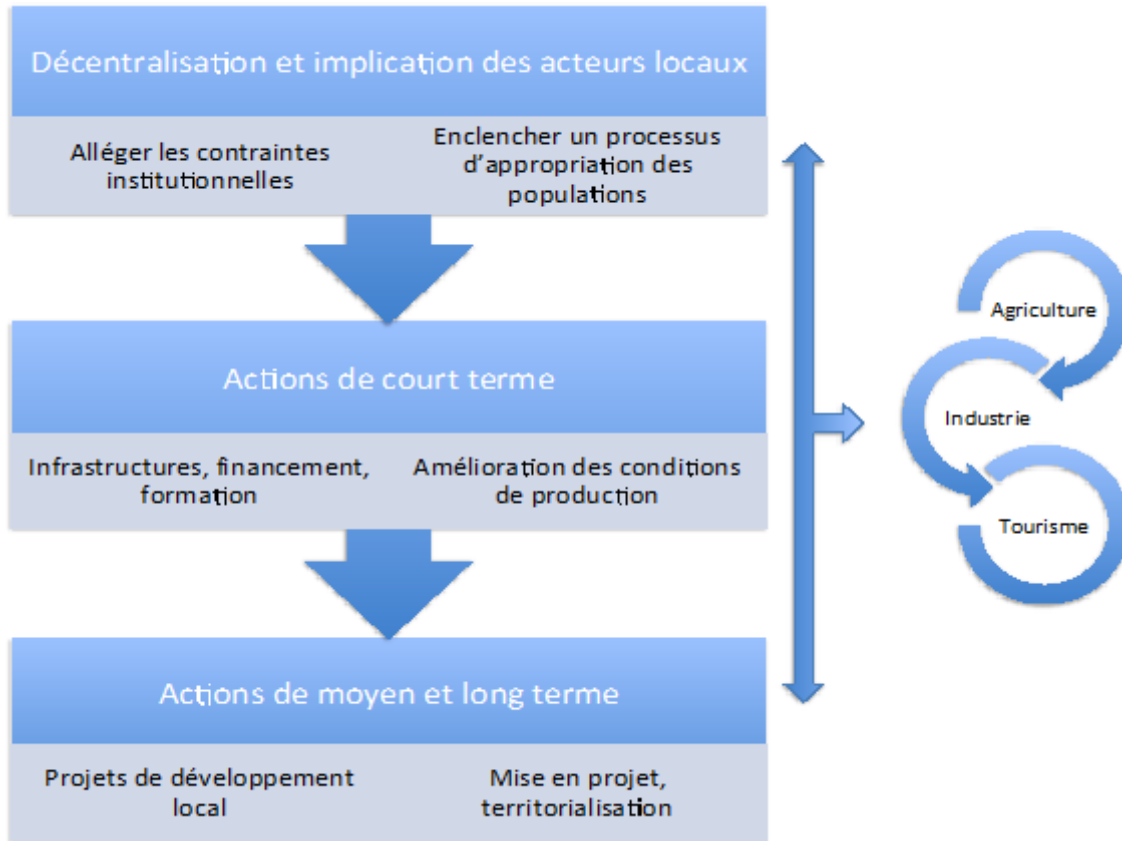 Décentralisation et implication des acteurs locaux
Alléger les contraintes
institutionnelles
Enclencher un processus
d'appropriation des
populations
Actions de court terme
Infrastructures, financement,
formation
Amélioration des conditions
de production
Actions de moyen et long terme
Projets de développement
local
Mise en projet,
territorialisation
Agriculture
Industrie
Tourisme